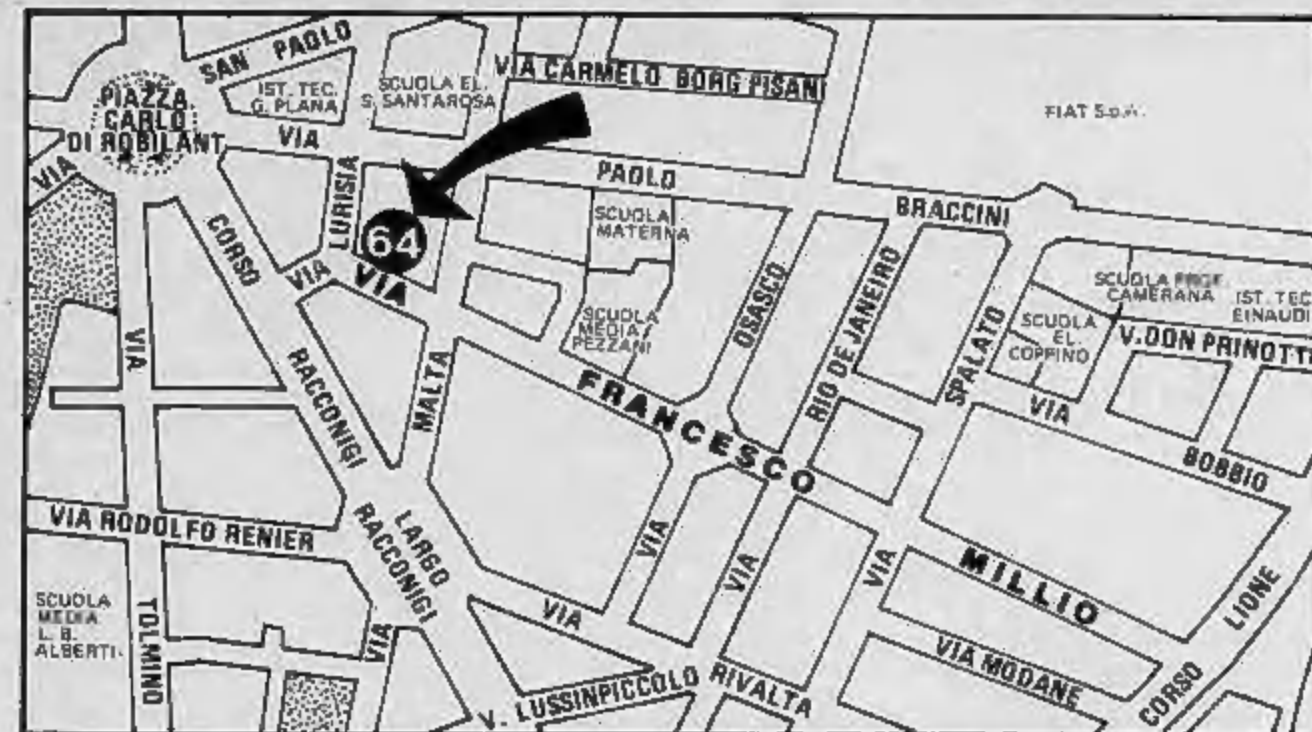 SAN PAOLO
PIAZZA
CARLO
DI ROBILANT
IST. TEC.
G. PLANA
SCUOLA EL.
S. SANTAROSA
VIA CARMELO BORG PISANI
FIAT S.p.A.
VIA
PAOLO
BRACCINI
VIA
LURISIA
VIA
64
VIA
CORSO
RACCONIGI
SCUOLA
MATERNA
SCUOLA
MEDIA
PEZZANI
OSASCO
RIO DE JANEIRO
SPALATO
SCUOLA PROF.
CAMERANA
IST. TEC.
EINAUDI
SCUOLA
EL.
COPPINO
V. DON PRINOTTI
VIA
BOBBIO
VIA
MALTA
FRANCESCO
MILLIO
VIA RODOLFO RENIER
LARGO
RACCONIGI
VIA
VIA
VIA
VIA
LIONE
CORSO
SCUOLA
MEDIA
L. B.
ALBERTI
TOLMINO
VIA
V. LUSSINPICCOLO
RIVALTA
VIA MODANE